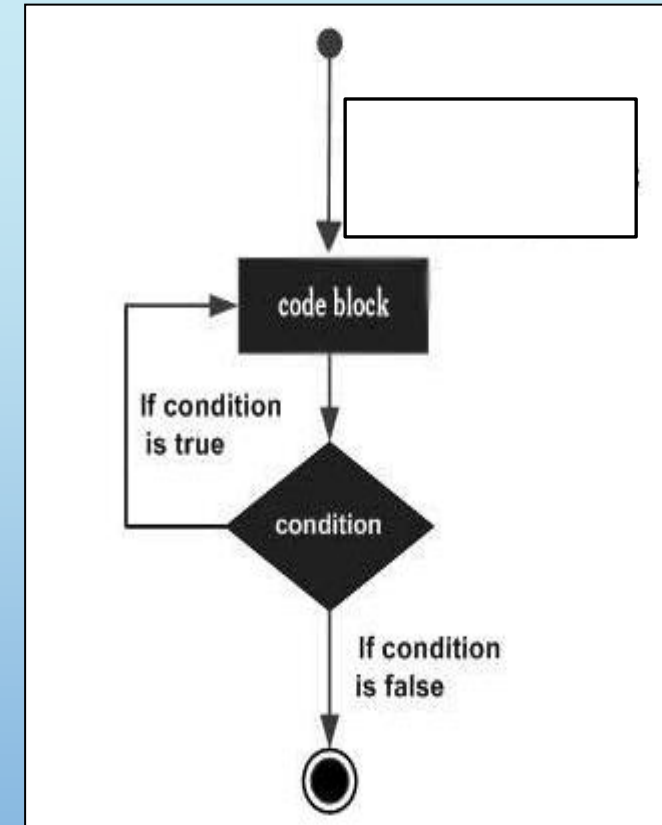 code block
If condition
is true
condition
If condition
is false